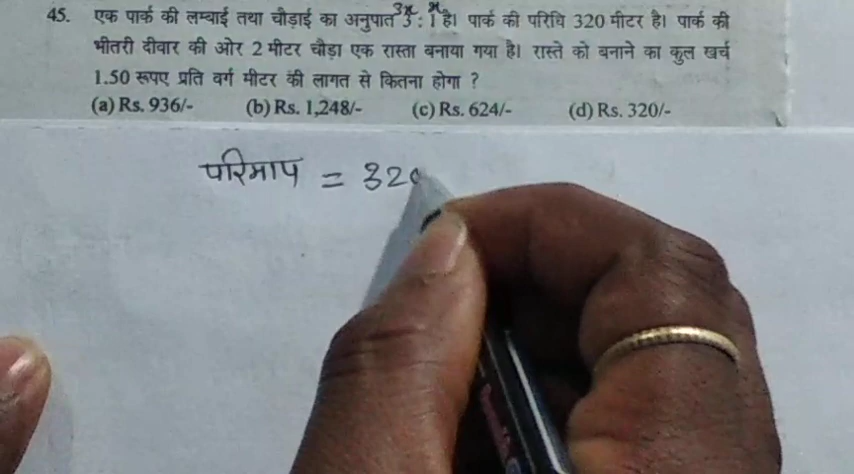 45. एक पार्क की लम्बाई तथा चौड़ाई का अनुपात 3x 3 : x 1 है। पार्क की परिधि 320 मीटर है। पार्क की
भीतरी दीवार की ओर 2 मीटर चौड़ा एक रास्ता बनाया गया है। रास्ते को बनाने का कुल खर्च
1.50 रूपए प्रति वर्ग मीटर की लागत से कितना होगा ?
(a) Rs. 936/- (b) Rs. 1,248/- (c) Rs. 624/- (d) Rs. 320/-
परिमाप = 320